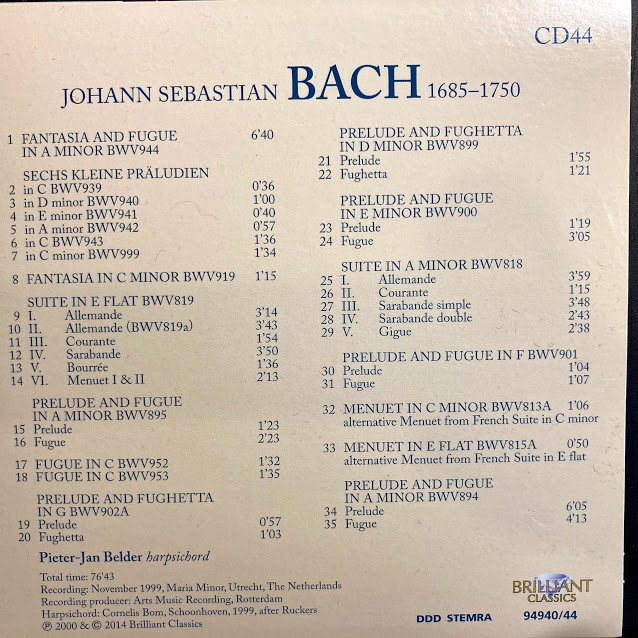 CD44
JOHANN SEBASTIAN BACH 1685–1750
1 FANTASIA AND FUGUE 6'40
IN A MINOR BWV944
SECHS KLEINE PRÄLUDIEN
2 in C BWV939 0'36
3 in D minor BWV940 1'00
4 in E minor BWV941 0'40
5 in A minor BWV942 0'57
6 in C BWV943 1'36
7 in C minor BWV999 1'34
8 FANTASIA IN C MINOR BWV919 1'15
SUITE IN E FLAT BWV819
9 I. Allemande 3'14
10 II. Allemande (BWV819a) 3'43
11 III. Courante 1'54
12 IV. Sarabande 3'50
13 V. Bourrée 1'36
14 VI. Menuet I & II 2'13
PRELUDE AND FUGUE
IN A MINOR BWV895
15 Prelude 1'23
16 Fugue 2'23
17 FUGUE IN C BWV952 1'32
18 FUGUE IN C BWV953 1'35
PRELUDE AND FUGHETTA
IN G BWV902A
19 Prelude 0'57
20 Fughetta 1'03
PRELUDE AND FUGHETTA
IN D MINOR BWV899
21 Prelude 1'55
22 Fughetta 1'21
PRELUDE AND FUGUE
IN E MINOR BWV900
23 Prelude 1'19
24 Fugue 3'05
SUITE IN A MINOR BWV818
25 I. Allemande 3'59
26 II. Courante 1'15
27 III. Sarabande simple 3'48
28 IV. Sarabande double 2'43
29 V. Gigue 2'38
PRELUDE AND FUGUE IN F BWV901
30 Prelude 1'04
31 Fugue 1'07
32 MENUET IN C MINOR BWV813A 1'06
alternative Menuet from French Suite in C minor
33 MENUET IN E FLAT BWV815A 0'50
alternative Menuet from French Suite in E flat
PRELUDE AND FUGUE
IN A MINOR BWV894
34 Prelude 6'05
35 Fugue 4'13
Pieter-Jan Belder harpsichord
Total time: 76'43
Recording: November 1999, Maria Minor, Utrecht, The Netherlands
Recording producer: Arts Music Recording, Rotterdam
Harpsichord: Cornelis Bom, Schoonhoven, 1999, after Ruckers
℗ 2000 & © 2014 Brilliant Classics
BRILLIANT
CLASSICS
DDD STEMRA 94940/44